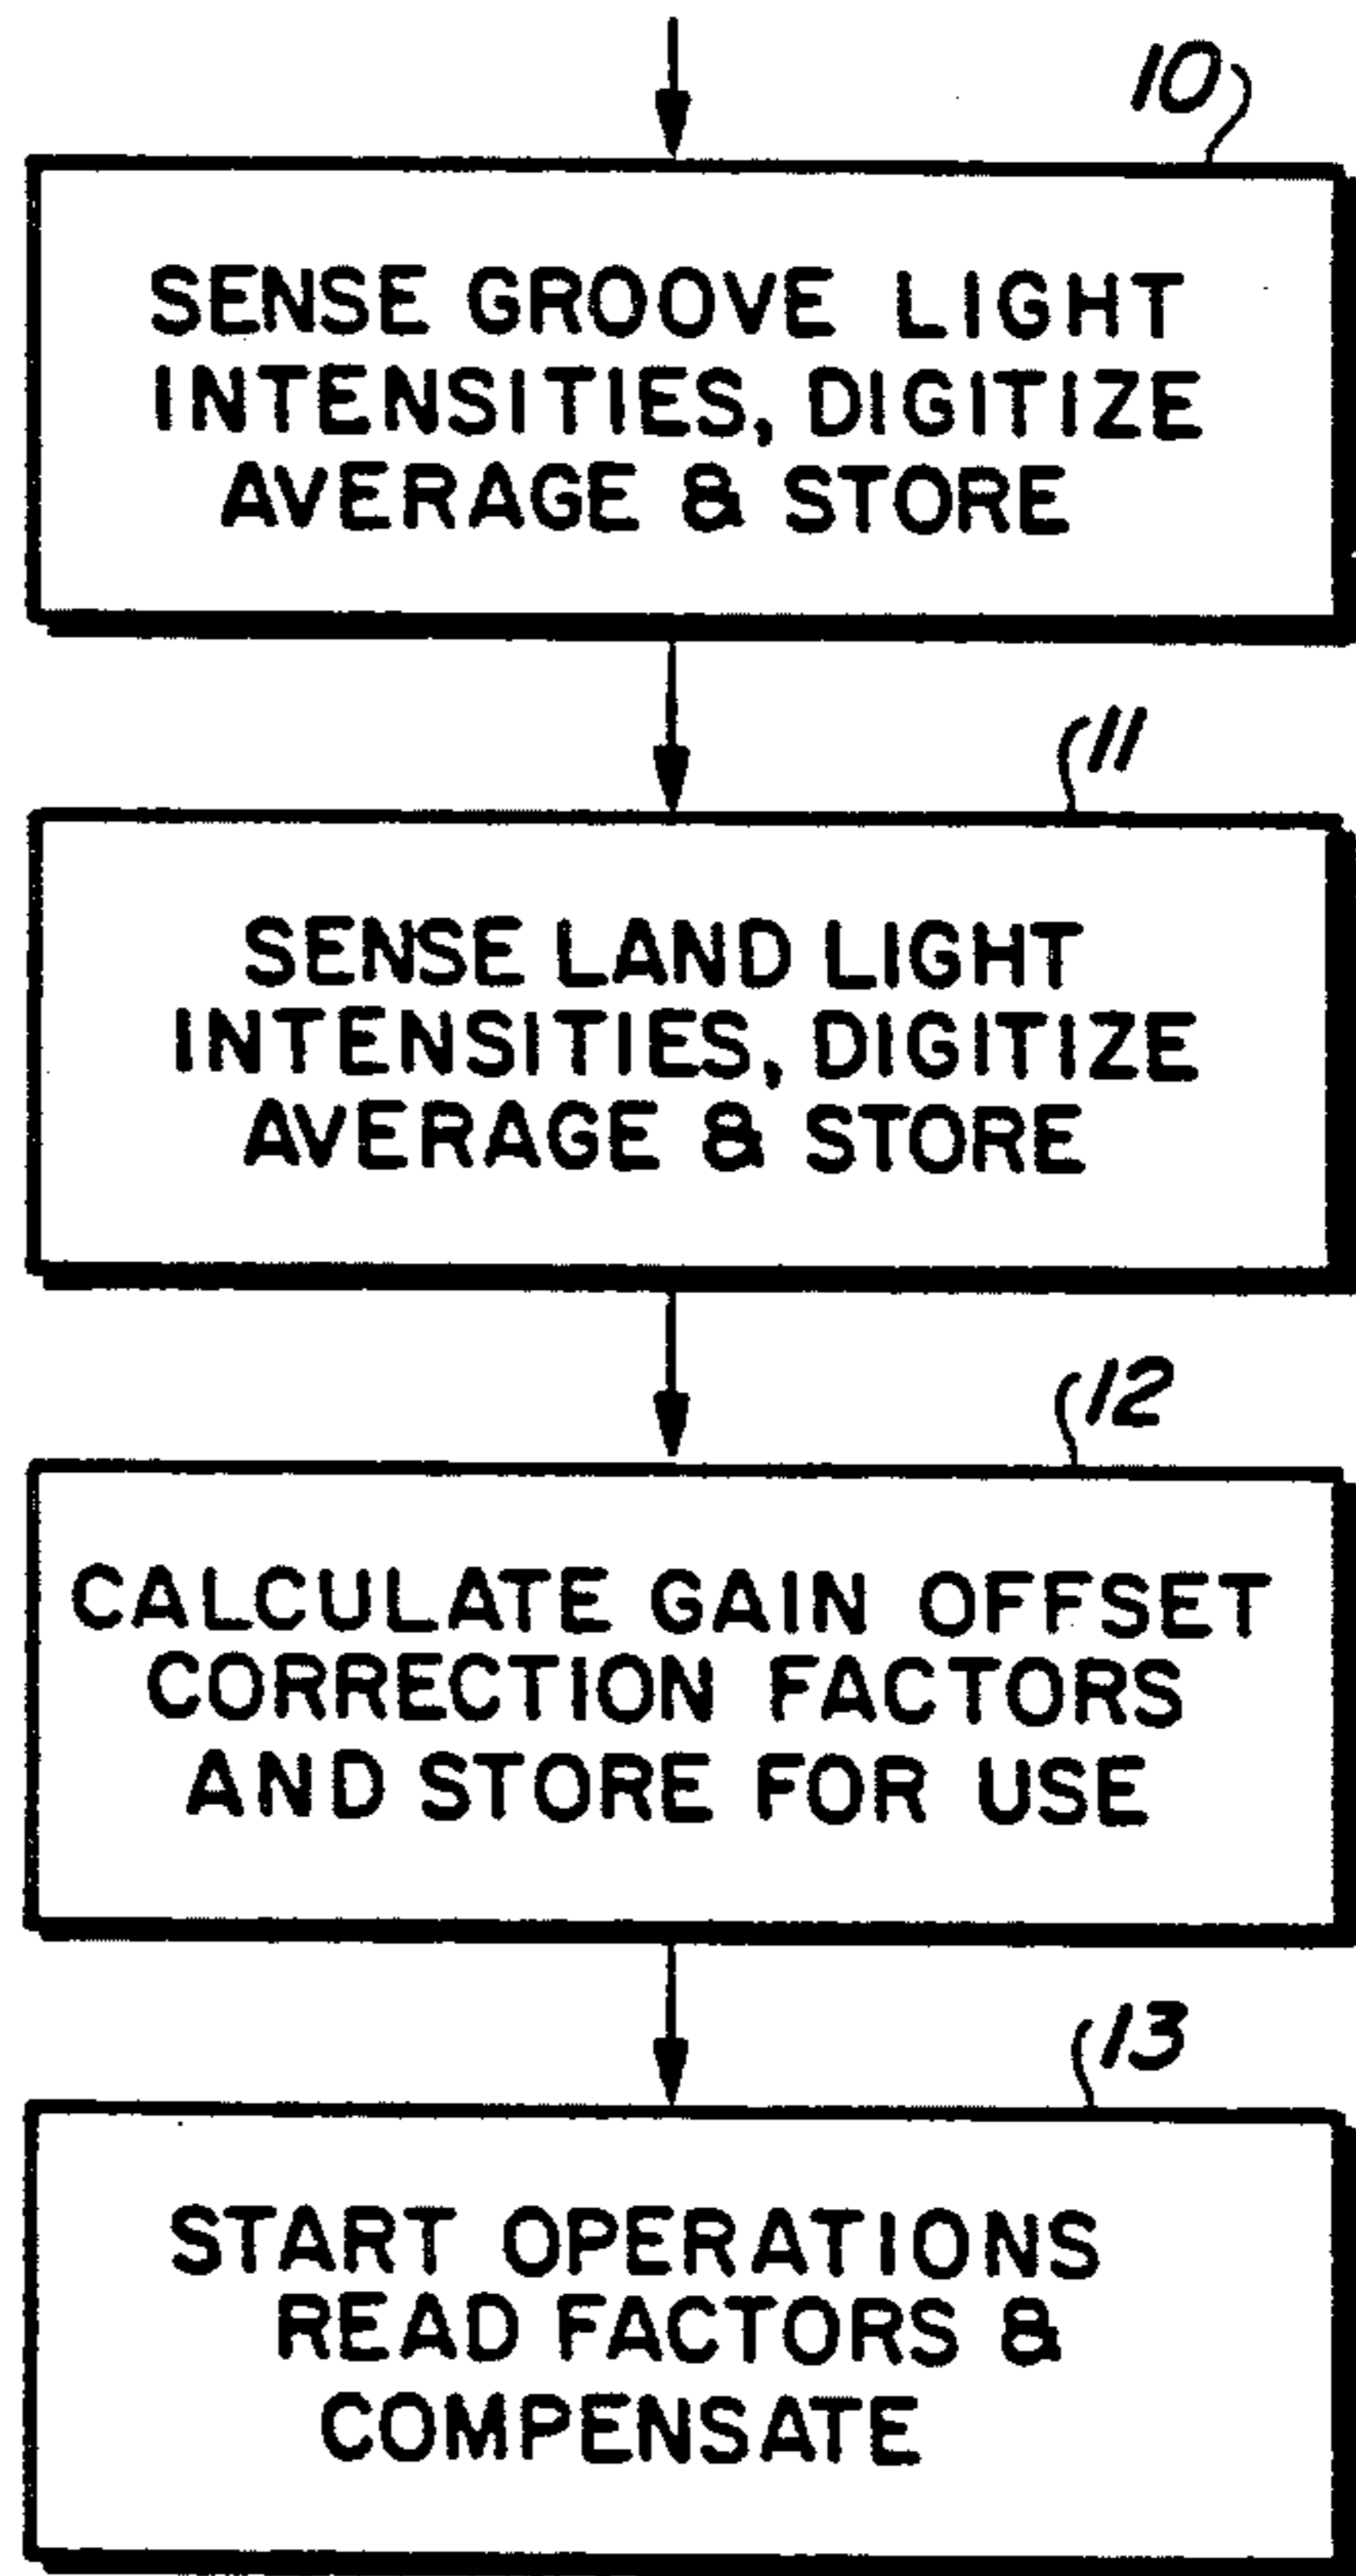 10
SENSE GROOVE LIGHT
INTENSITIES, DIGITIZE
AVERAGE & STORE
11
SENSE LAND LIGHT
INTENSITIES, DIGITIZE
AVERAGE & STORE
12
CALCULATE GAIN OFFSET
CORRECTION FACTORS
AND STORE FOR USE
13
START OPERATIONS
READ FACTORS &
COMPENSATE